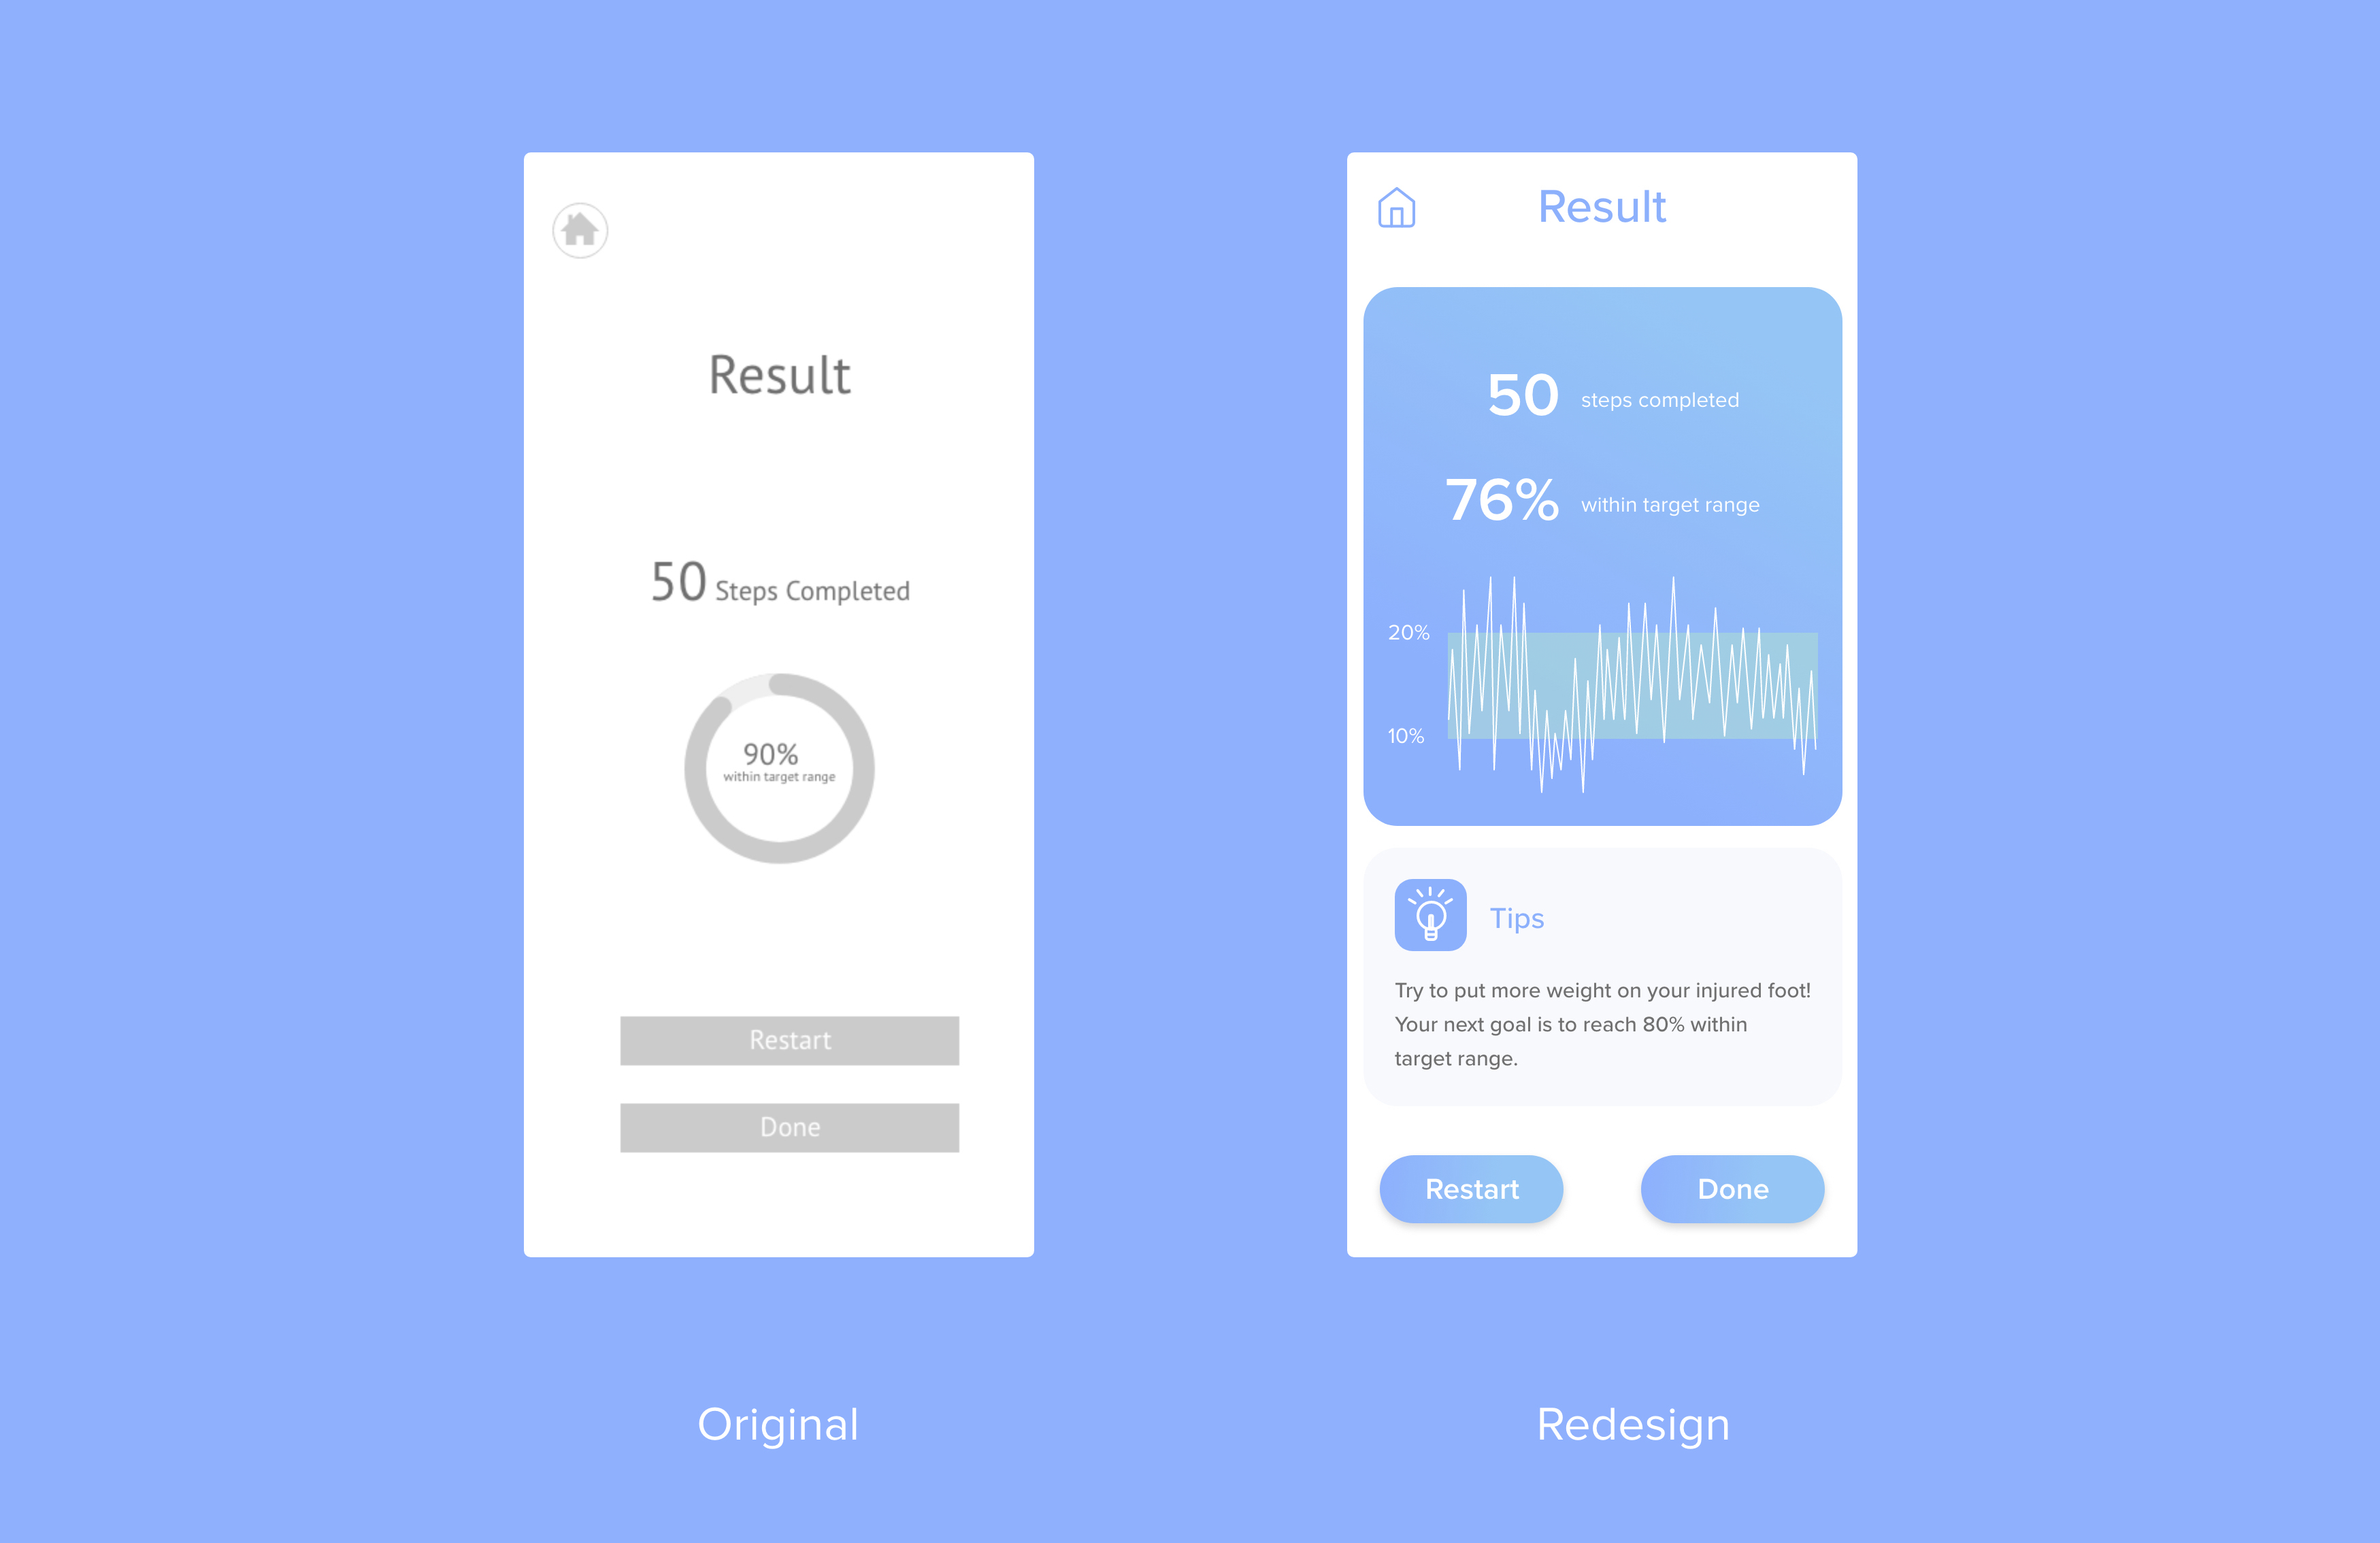 Result
50 Steps Completed
90%
within target range
Restart
Done
Original
Result
50 steps completed
76% within target range
20%
10%
Tips
Try to put more weight on your injured foot!
Your next goal is to reach 80% within
target range.
Restart
Done
Redesign